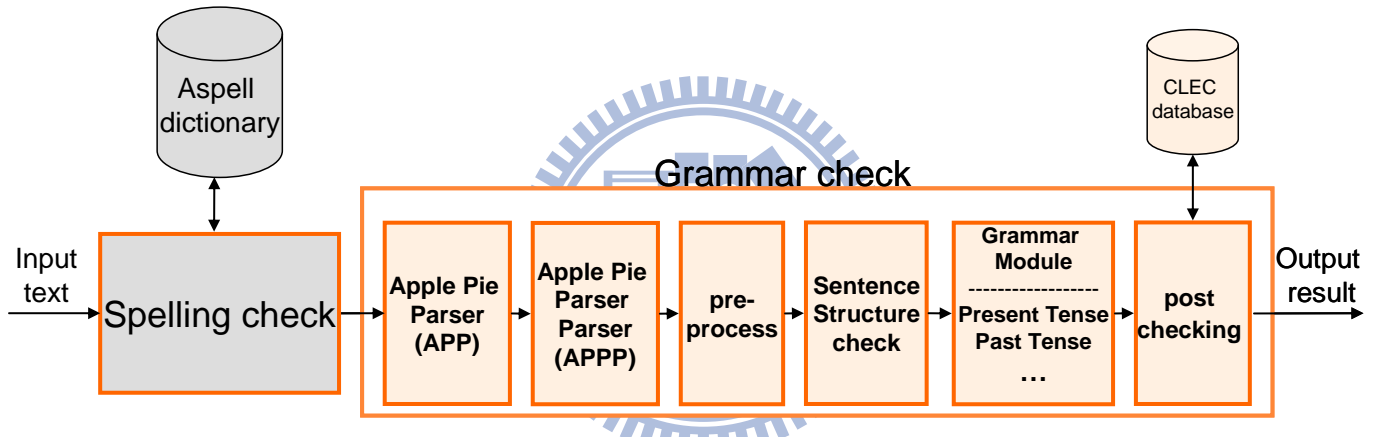 Aspell
dictionary
CLEC
database
Grammar check
Input
text
Spelling check
Apple Pie
Parser
(APP)
Apple Pie
Parser
Parser
(APPP)
pre-
process
Sentence
Structure
check
Grammar
Module
-------------------
Present Tense
Past Tense
...
post
checking
Output
result